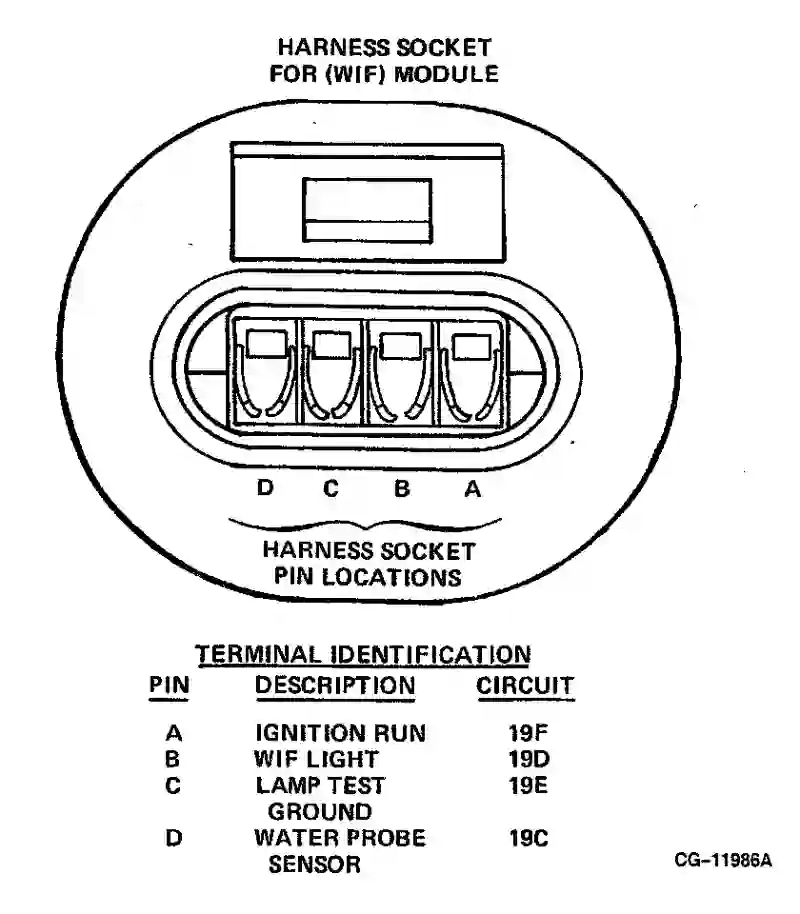 HARNESS SOCKET
FOR (WIF) MODULE
D C B A
HARNESS SOCKET
PIN LOCATIONS
TERMINAL IDENTIFICATION
PIN DESCRIPTION CIRCUIT
A IGNITION RUN 19F
B WIF LIGHT 19D
C LAMP TEST 19E
GROUND
D WATER PROBE 19C
SENSOR
CG-11986A